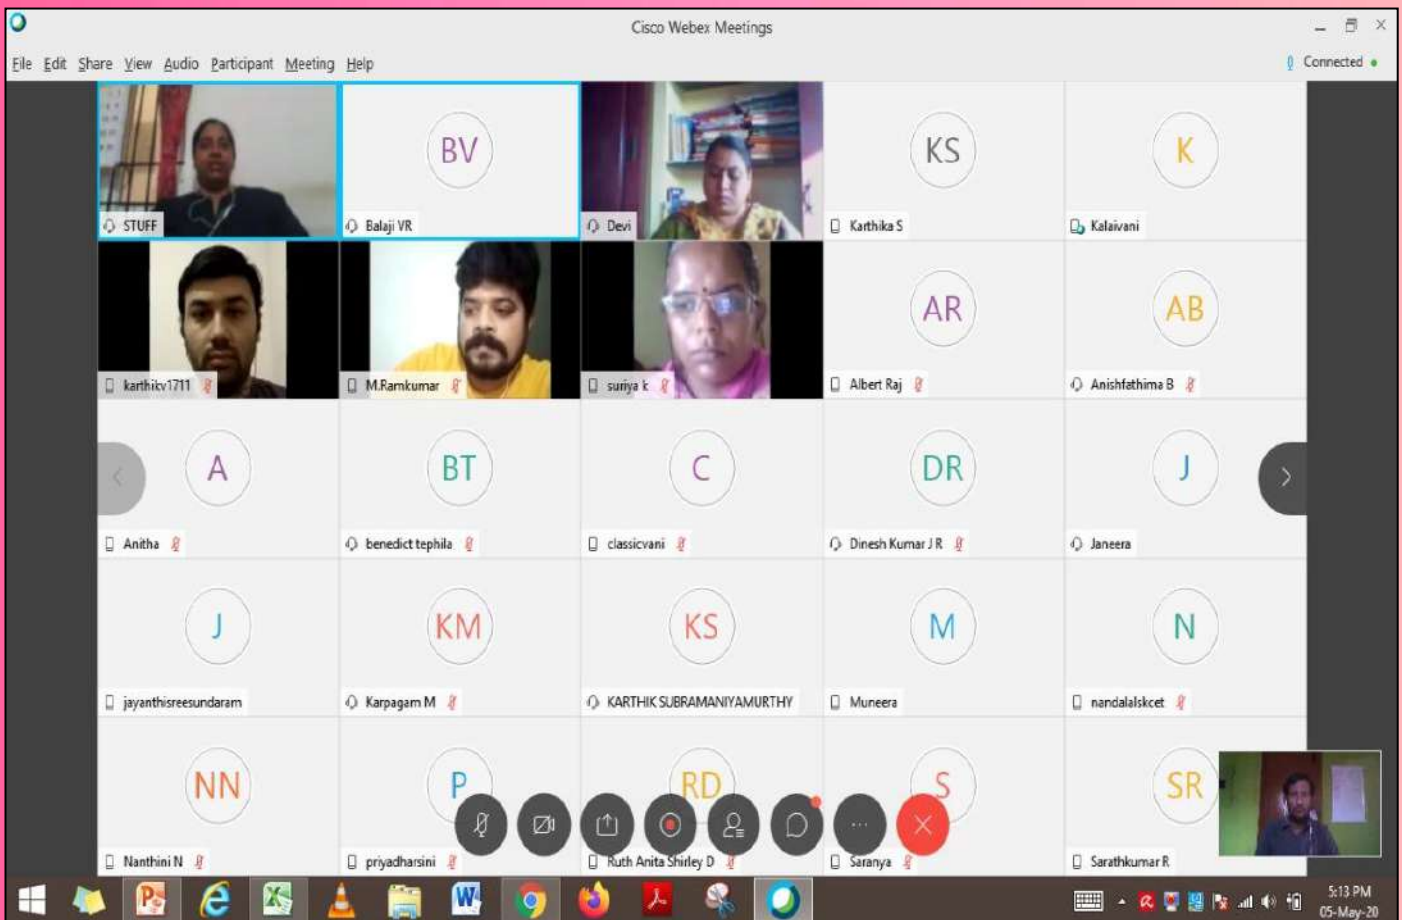 Cisco Webex Meetings
File Edit Share View Audio Participant Meeting Help
Connected
BV
KS
K
STUFF
Balaji VR
Devi
Karthika S
Kalaivani
AR
AB
karthikv1711
M.Ramkumar
suriya k
Albert Raj
Anishfathima B
A
BT
C
DR
J
Anitha
benedict tephila
classicvani
Dinesh Kumar J R
Janeera
J
KM
KS
M
N
jayanthisreesundaram
Karpagam M
KARTHIK SUBRAMANIYAMURTHY
Muneera
nandalalskcet
NN
P
RD
S
SR
Nanthini N
priyadharsini
Ruth Anita Shirley D
Saranya
Sarathkumar R
5:13 PM
05-May-20